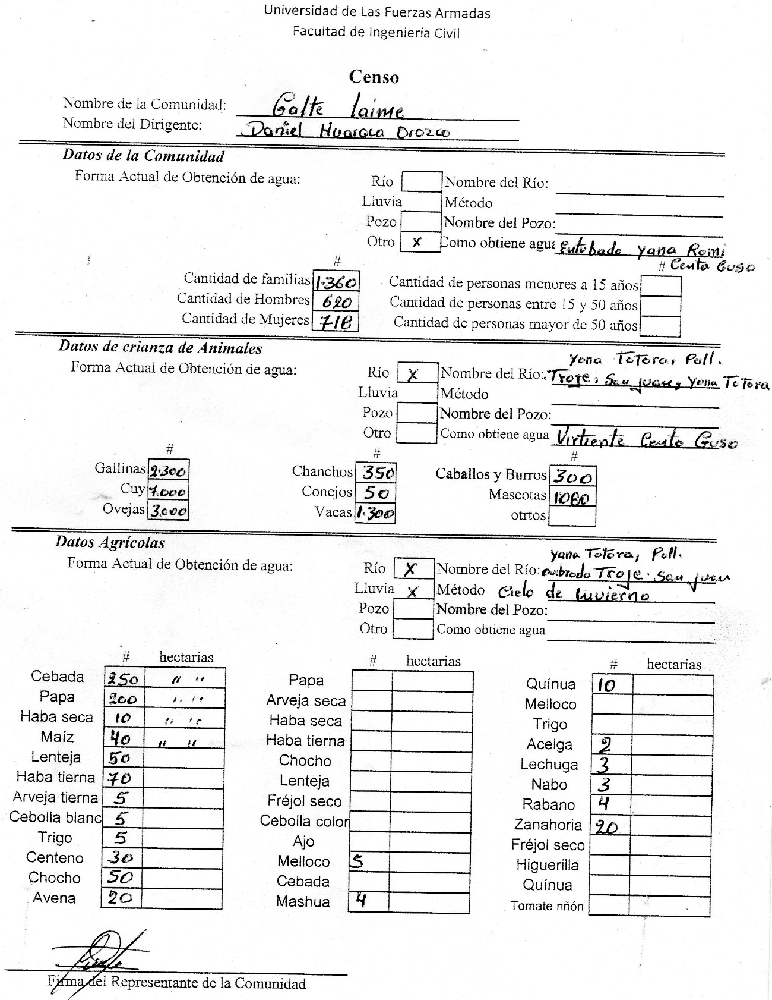 Universidad de Las Fuerzas Armadas
Facultad de Ingeniería Civil
Censo
Nombre de la Comunidad: Galte Laime
Nombre del Dirigente: Daniel Huaraca Orozco
Datos de la Comunidad
Forma Actual de Obtención de agua:
Río Nombre del Río:
Lluvia Método
Pozo Nombre del Pozo:
Otro X Como obtiene agua Entubado Yana Romi
# # Centa Guso
Cantidad de familias 1.360 Cantidad de personas menores a 15 años
Cantidad de Hombres 620 Cantidad de personas entre 15 y 50 años
Cantidad de Mujeres 718 Cantidad de personas mayor de 50 años
Datos de crianza de Animales
Yana Totora, Pull.
Forma Actual de Obtención de agua: Río X Nombre del Río: Troje, San juan, Yana Totora
Lluvia Método
Pozo Nombre del Pozo:
Otro Como obtiene agua Virtiente Centa Guso
# # #
Gallinas 2.300 Chanchos 350 Caballos y Burros 300
Cuy 7.000 Conejos 50 Mascotas 1080
Ovejas 3.000 Vacas 1.300 otrtos
Datos Agrícolas
Yana Totora, Pull.
Forma Actual de Obtención de agua: Río X Nombre del Río: Troje. San juan
Lluvia X Método Cielo de Invierno
Pozo Nombre del Pozo:
Otro Como obtiene agua
# hectarias # hectarias # hectarias
Cebada 250 " " Papa Quínua 10
Papa 200 " " Arveja seca Melloco
Haba seca 10 " " Haba seca Trigo
Maíz 40 " " Haba tierna Acelga 2
Lenteja 50 Chocho Lechuga 3
Haba tierna 70 Lenteja Nabo 3
Arveja tierna 5 Fréjol seco Rabano 4
Cebolla blanc 5 Cebolla color Zanahoria 20
Trigo 5 Ajo Fréjol seco
Centeno 30 Melloco 5 Higuerilla
Chocho 50 Cebada Quínua
Avena 20 Mashua 4 Tomate riñón
Firma del Representante de la Comunidad